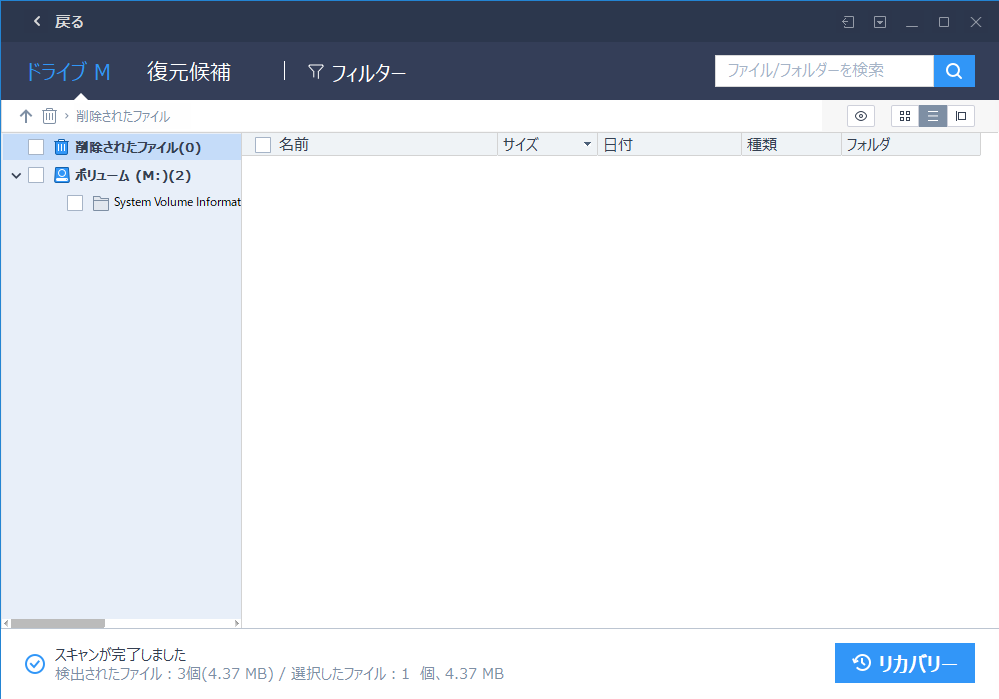 戻る
ドライブ M 復元候補 | フィルター ファイル/フォルダーを検索
削除されたファイル
削除されたファイル(0) 名前 サイズ 日付 種類 フォルダ
ボリューム (M:)(2)
System Volume Informat
スキャンが完了しました
検出されたファイル：3個(4.37 MB) / 選択したファイル：1 個、4.37 MB
リカバリー